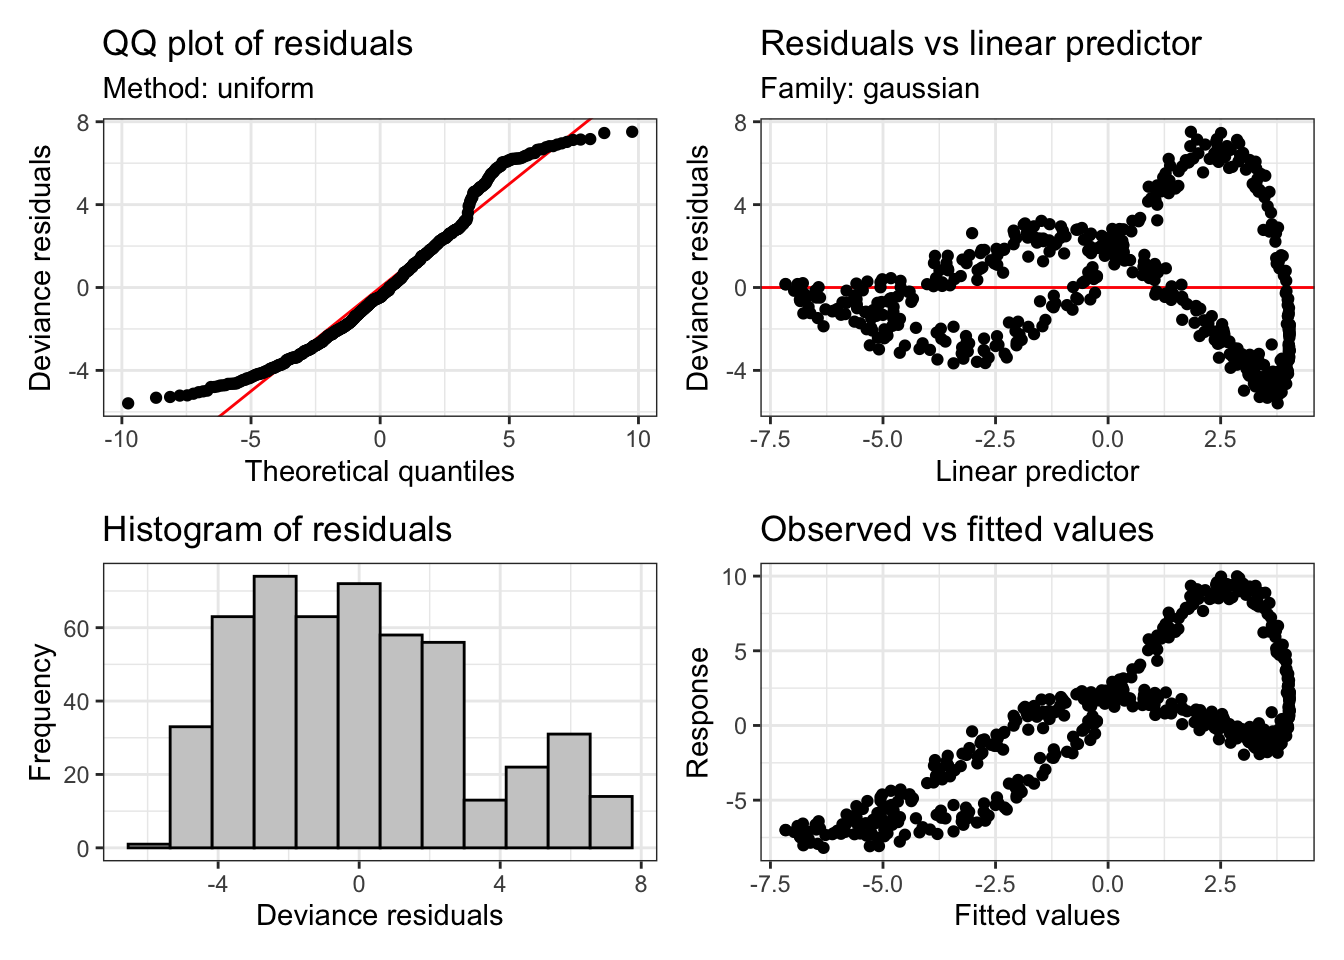 QQ plot of residuals
Method: uniform
8
4
0
-4
Deviance residuals
-10
-5
0
5
10
Theoretical quantiles
Residuals vs linear predictor
Family: gaussian
8
4
0
-4
Deviance residuals
-7.5
-5.0
-2.5
0.0
2.5
Linear predictor
Histogram of residuals
60
40
20
0
Frequency
-4
0
4
8
Deviance residuals
Observed vs fitted values
10
5
0
-5
Response
-7.5
-5.0
-2.5
0.0
2.5
Fitted values